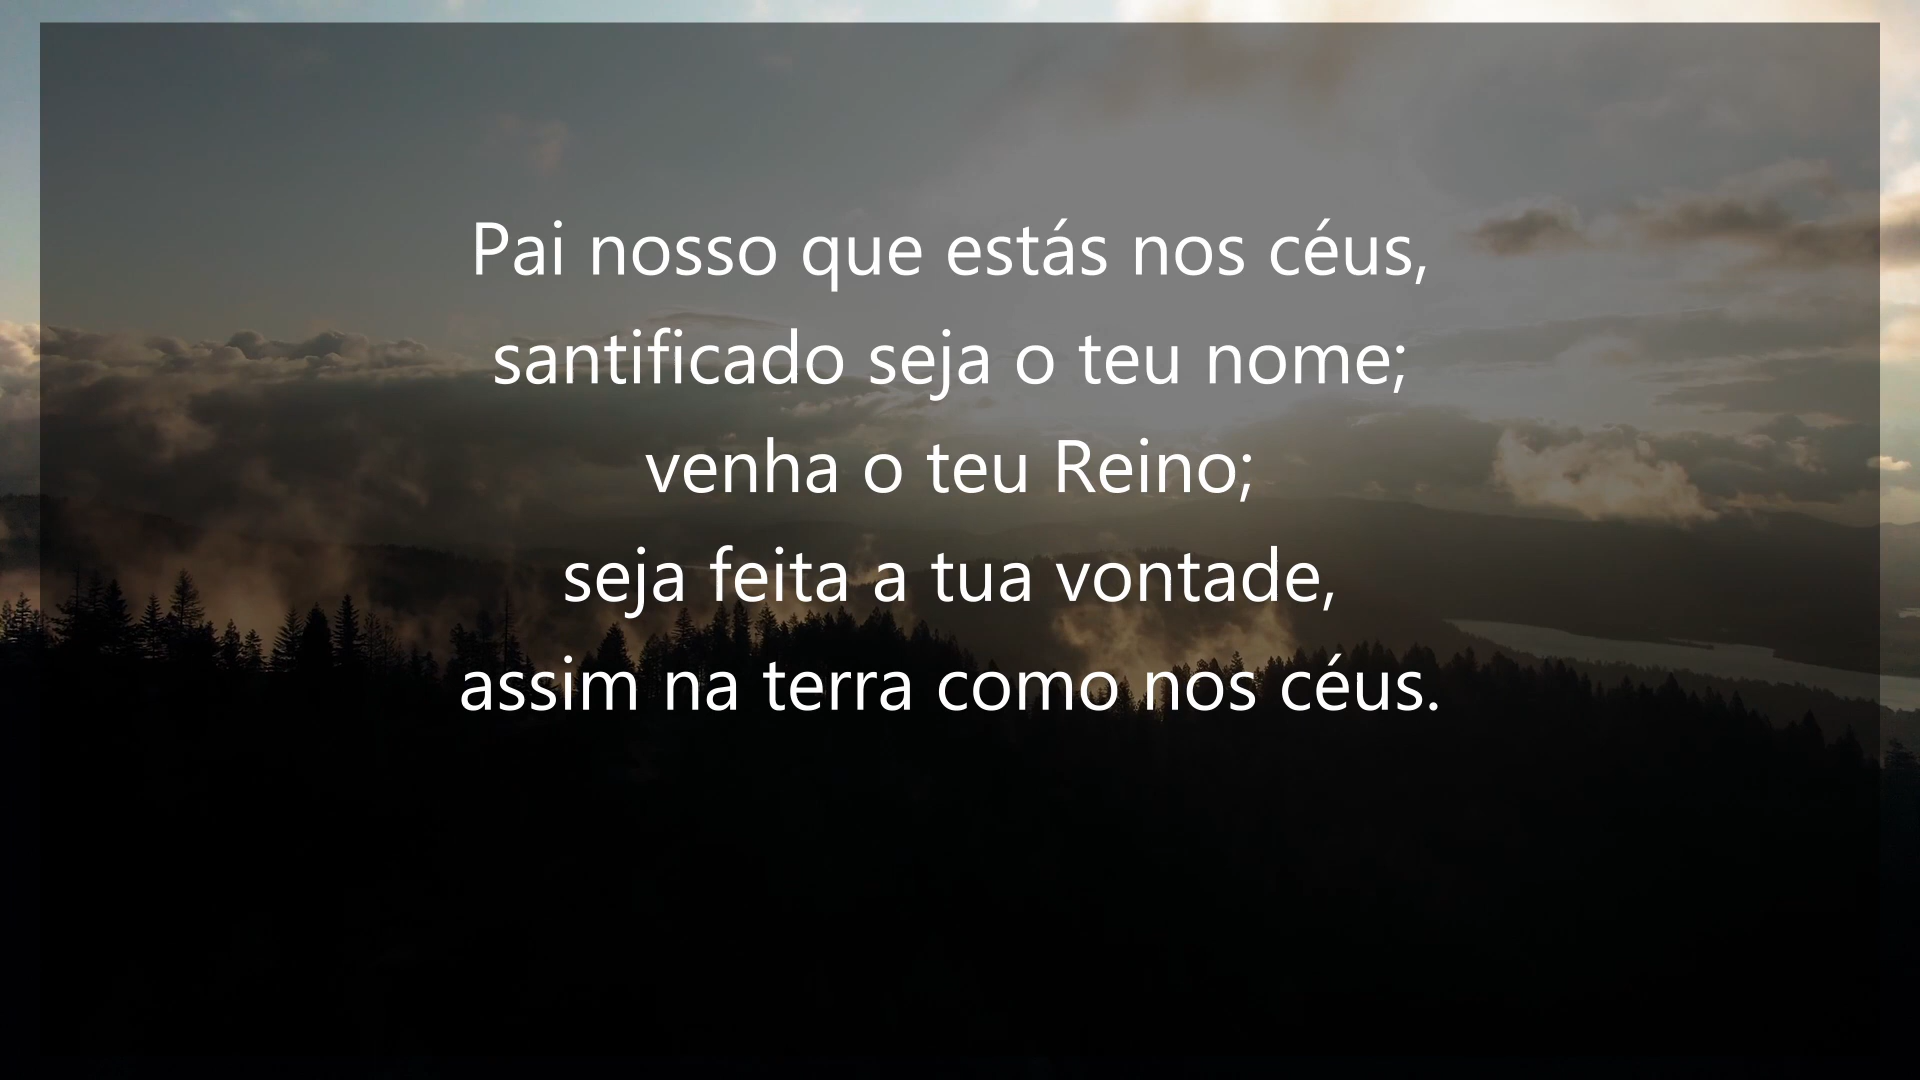 Pai nosso que estás nos céus,
santificado seja o teu nome;
venha o teu Reino;
seja feita a tua vontade,
assim na terra como nos céus.